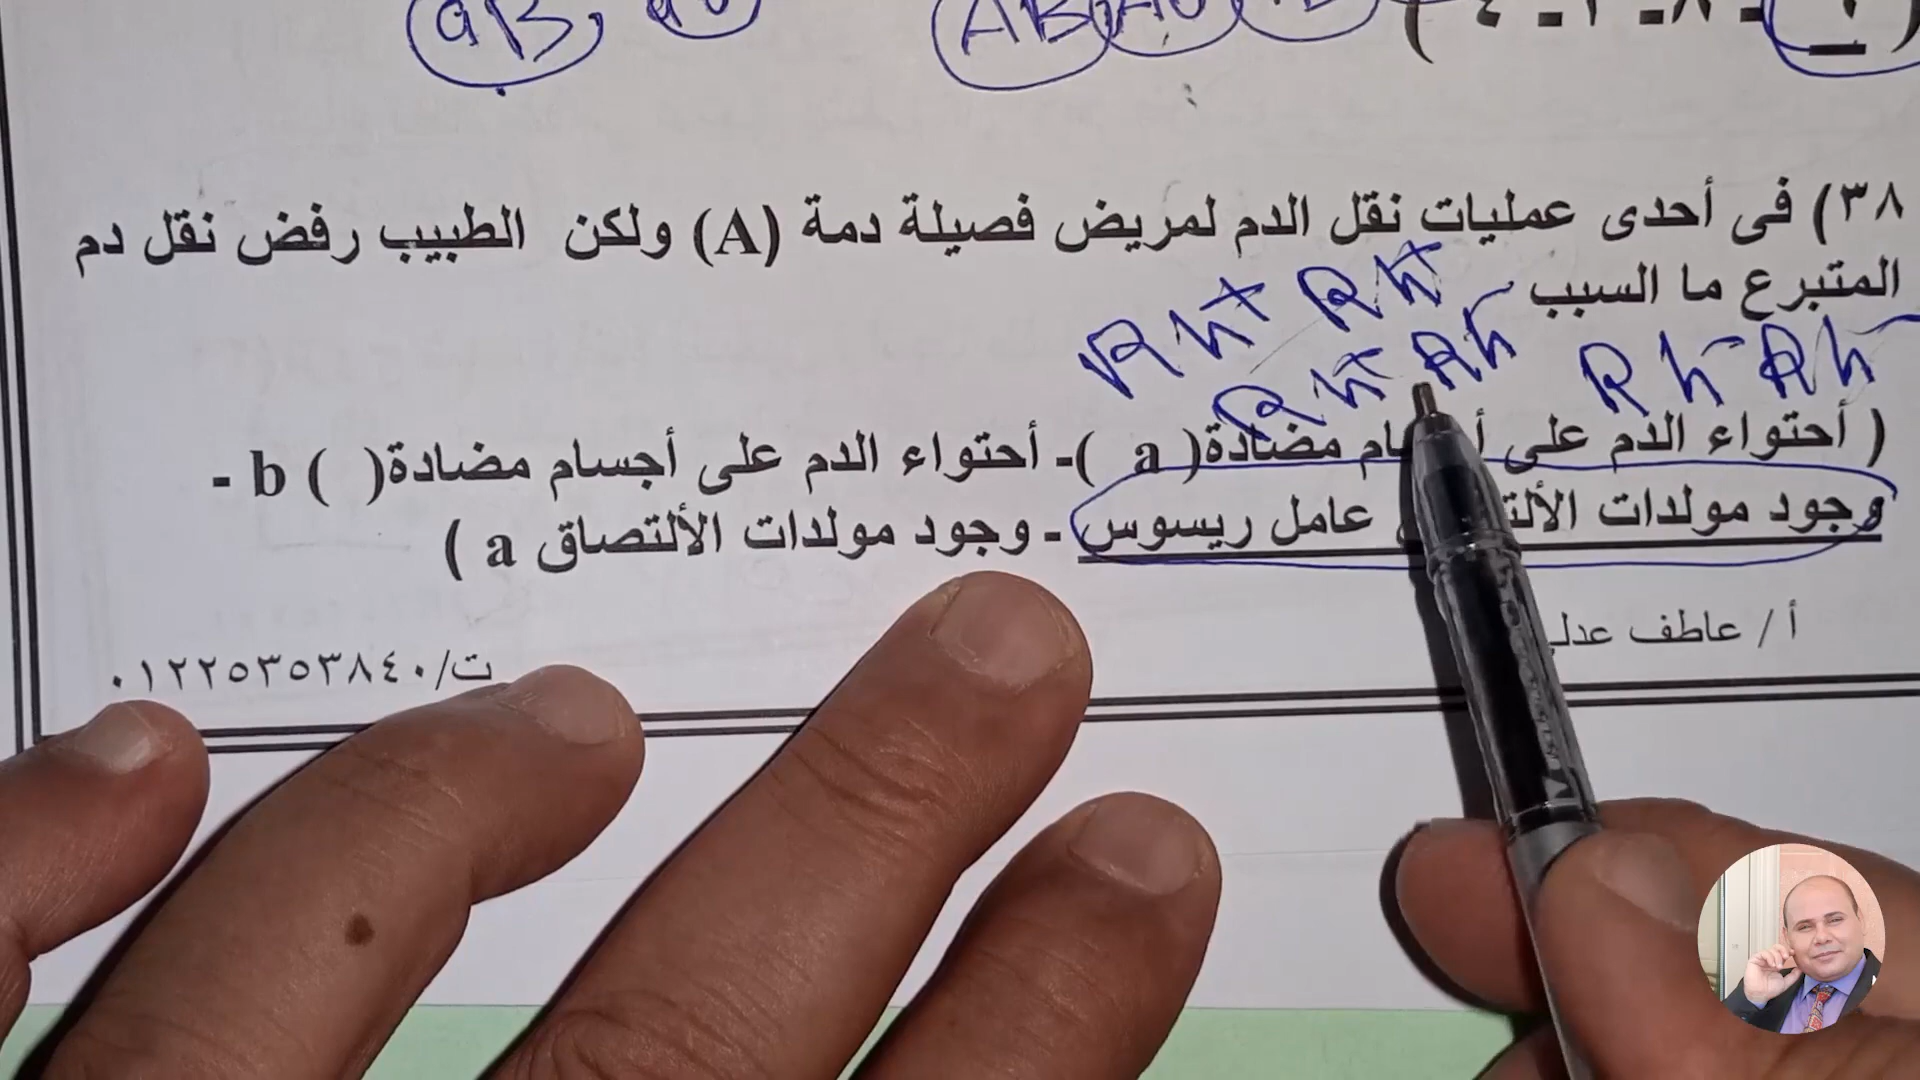 aB
AB
٣٨) فى أحدى عمليات نقل الدم لمريض فصيلة دمة (A) ولكن الطبيب رفض نقل دم
المتبرع ما السبب
Rh+ Rh+
Rh+ Rh- Rh- Rh-
( أحتواء الدم على مضادة( a )- أحتواء الدم على أجسام مضادة( ) b -
وجود مولدات عامل ريسوس - وجود مولدات الألتصاق a )
أ / عاطف
ت/٠١٢٢٥٣٥٣٨٤٠